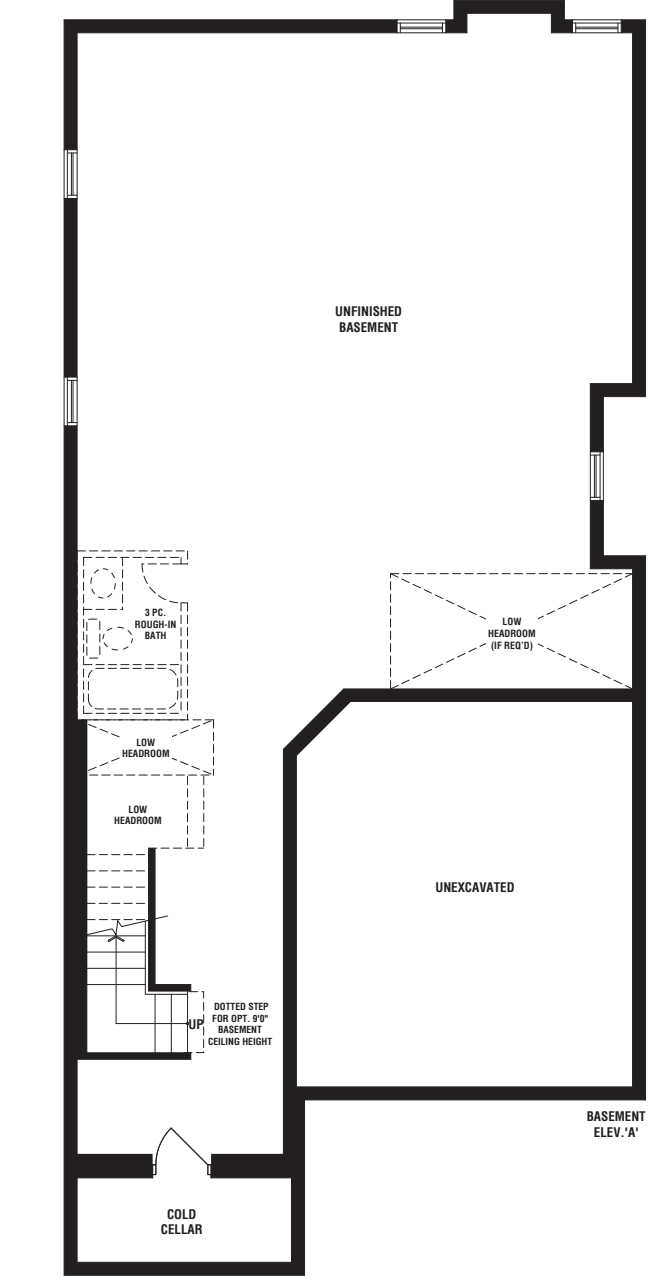 UNFINISHED
BASEMENT
3 PC.
ROUGH-IN
BATH
LOW
HEADROOM
(IF REQ'D)
LOW
HEADROOM
LOW
HEADROOM
UNEXCAVATED
UP
DOTTED STEP
FOR OPT. 9'0"
BASEMENT
CEILING HEIGHT
BASEMENT
ELEV.'A'
COLD
CELLAR